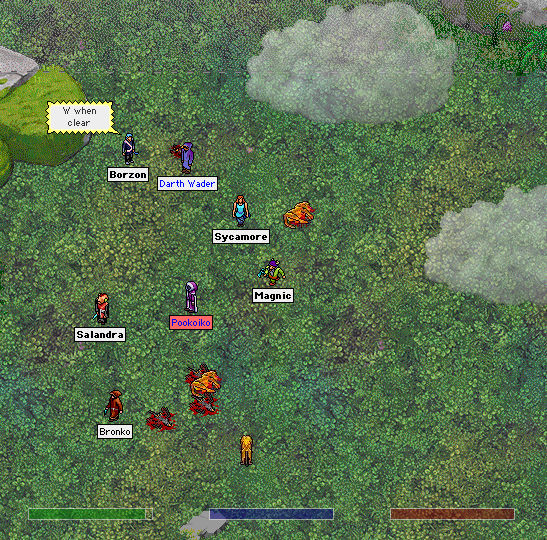 W' when
clear
Borzon
Darth Wader
Sycamore
Magnic
Pookoiko
Salandra
Bronko